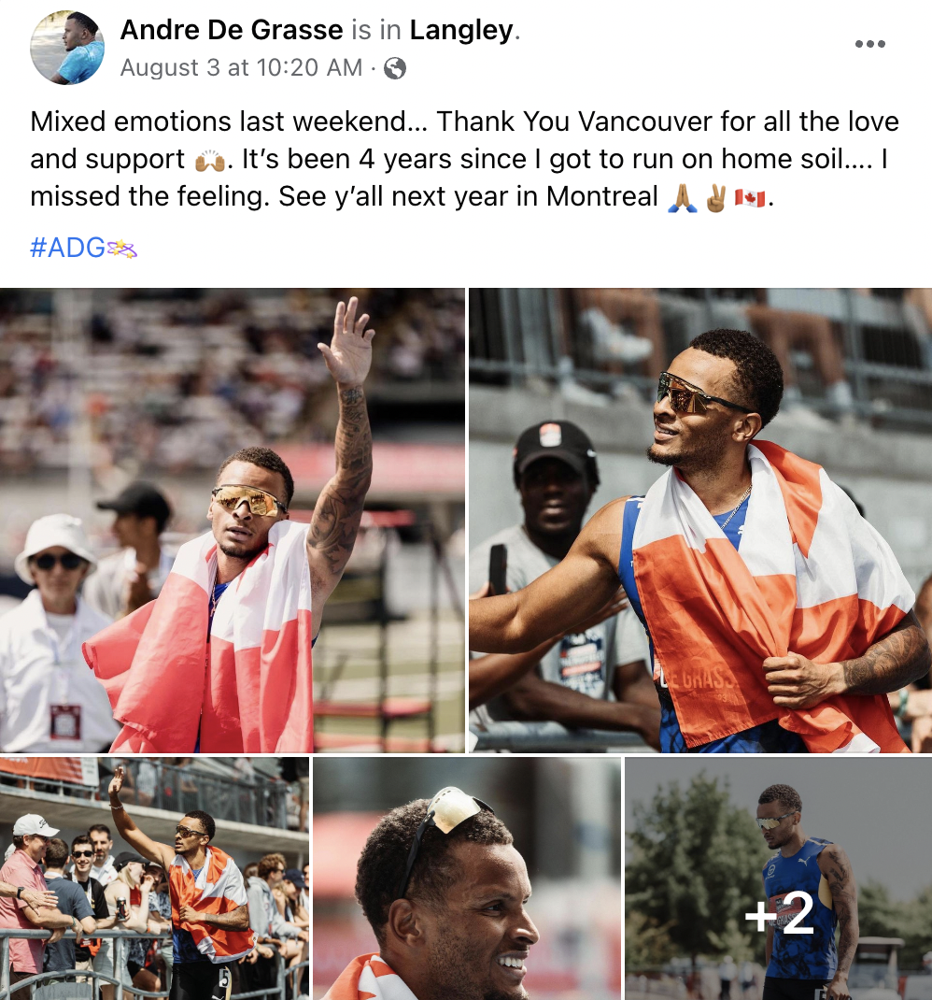 Andre De Grasse is in Langley.
August 3 at 10:20 AM ·
Mixed emotions last weekend... Thank You Vancouver for all the love
and support 🙌🏽. It’s been 4 years since I got to run on home soil.... I
missed the feeling. See y’all next year in Montreal 🙏🏽✌🏽🇨🇦.
#ADG💫
DE GRASS
+2
5